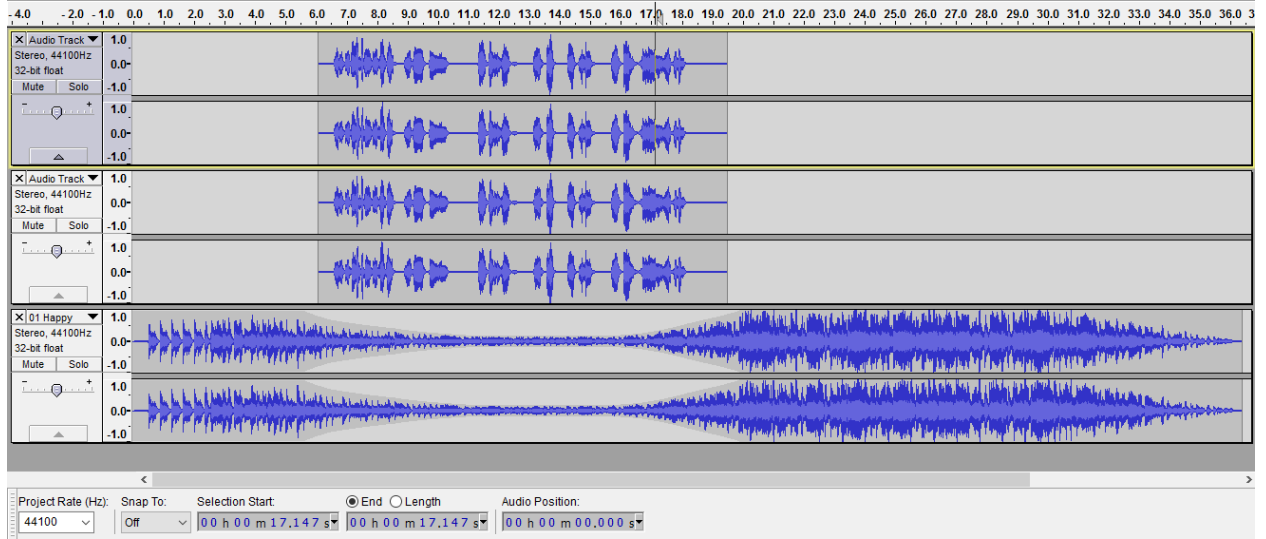 - 4.0 - 2.0 - 1.0 0.0 1.0 2.0 3.0 4.0 5.0 6.0 7.0 8.0 9.0 10.0 11.0 12.0 13.0 14.0 15.0 16.0 17.0 18.0 19.0 20.0 21.0 22.0 23.0 24.0 25.0 26.0 27.0 28.0 29.0 30.0 31.0 32.0 33.0 34.0 35.0 36.0 3
X Audio Track ▼ 1.0
Stereo, 44100Hz 0.0-
32-bit float
Mute Solo -1.0
- + 1.0
0.0-
-1.0
X Audio Track ▼ 1.0
Stereo, 44100Hz 0.0-
32-bit float
Mute Solo -1.0
- + 1.0
0.0-
-1.0
X 01 Happy ▼ 1.0
Stereo, 44100Hz 0.0-
32-bit float
Mute Solo -1.0
- + 1.0
0.0-
-1.0
Project Rate (Hz): Snap To: Selection Start: End Length Audio Position:
44100 Off 00 h 00 m 17.147 s 00 h 00 m 17.147 s 00 h 00 m 00.000 s